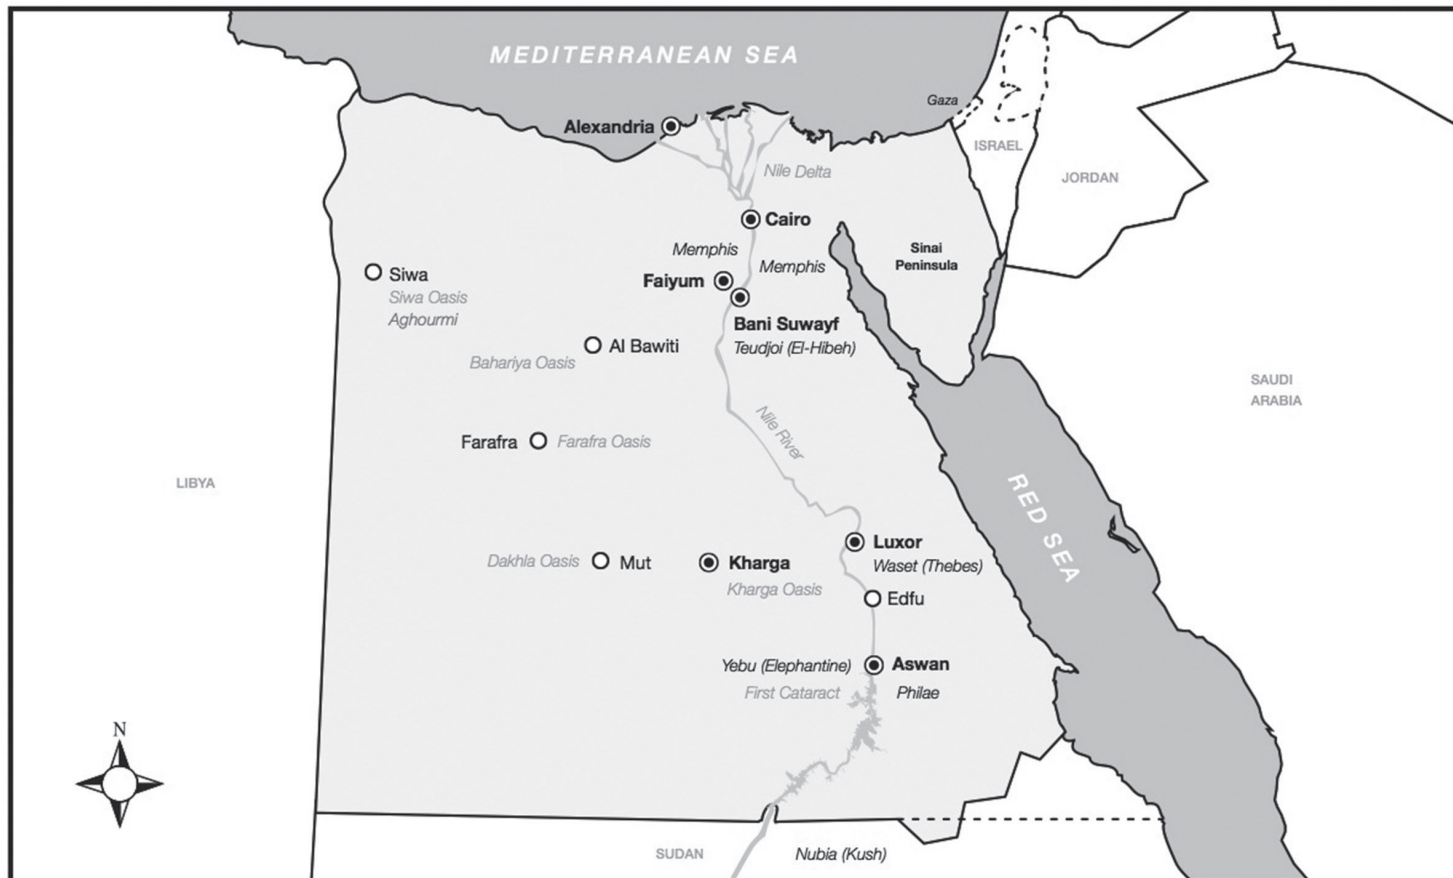 MEDITERRANEAN SEA
Gaza
Alexandria
ISRAEL
Nile Delta
JORDAN
Cairo
Memphis
Sinai
Peninsula
Memphis
Siwa
Siwa Oasis
Aghourmi
Faiyum
Bani Suwayf
Teudjoi (El-Hibeh)
Al Bawiti
Bahariya Oasis
SAUDI
ARABIA
Nile River
Farafra
Farafra Oasis
LIBYA
RED SEA
Luxor
Waset (Thebes)
Dakhla Oasis
Mut
Kharga
Kharga Oasis
Edfu
Yebu (Elephantine)
Aswan
First Cataract
Philae
N
SUDAN
Nubia (Kush)